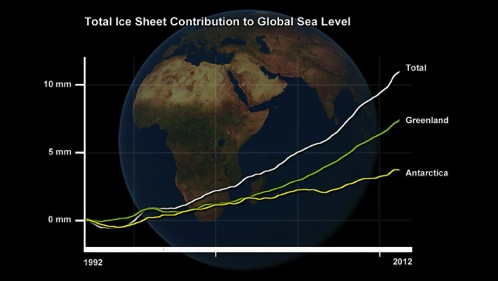 Total Ice Sheet Contribution to Global Sea Level
Total
10 mm
Greenland
5 mm
Antarctica
0 mm
1992
2012